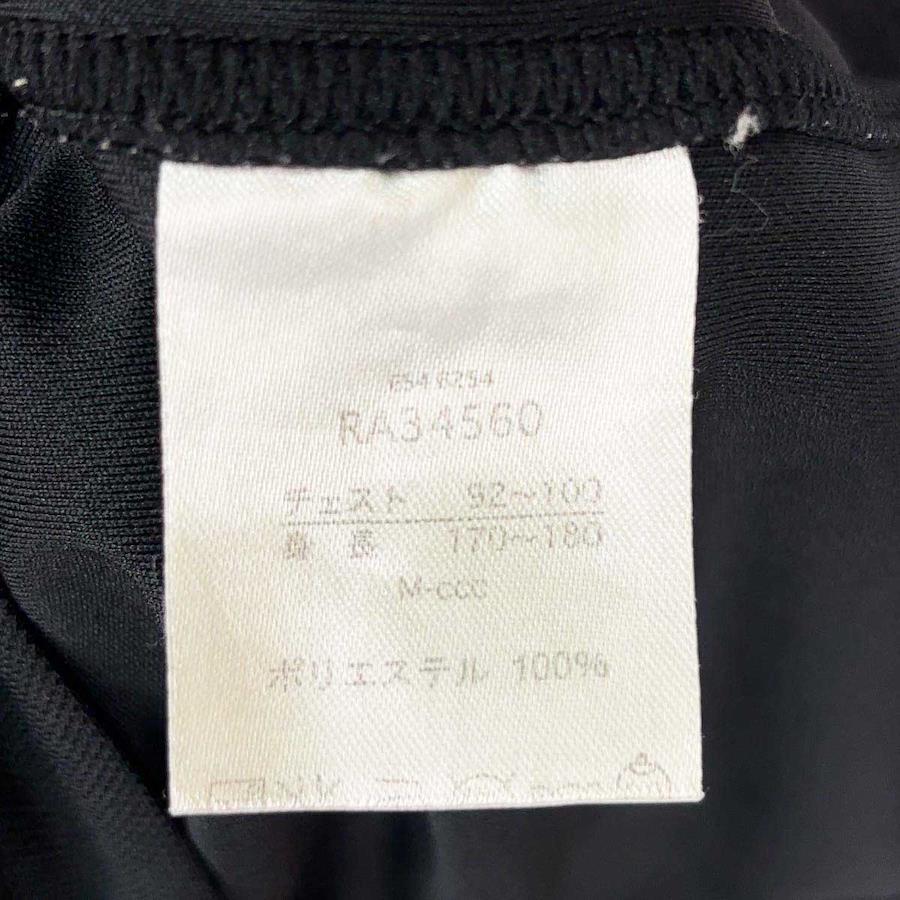 RA34560
チェスト 92～100
身長 170～180
M-ccc
ポリエステル 100%